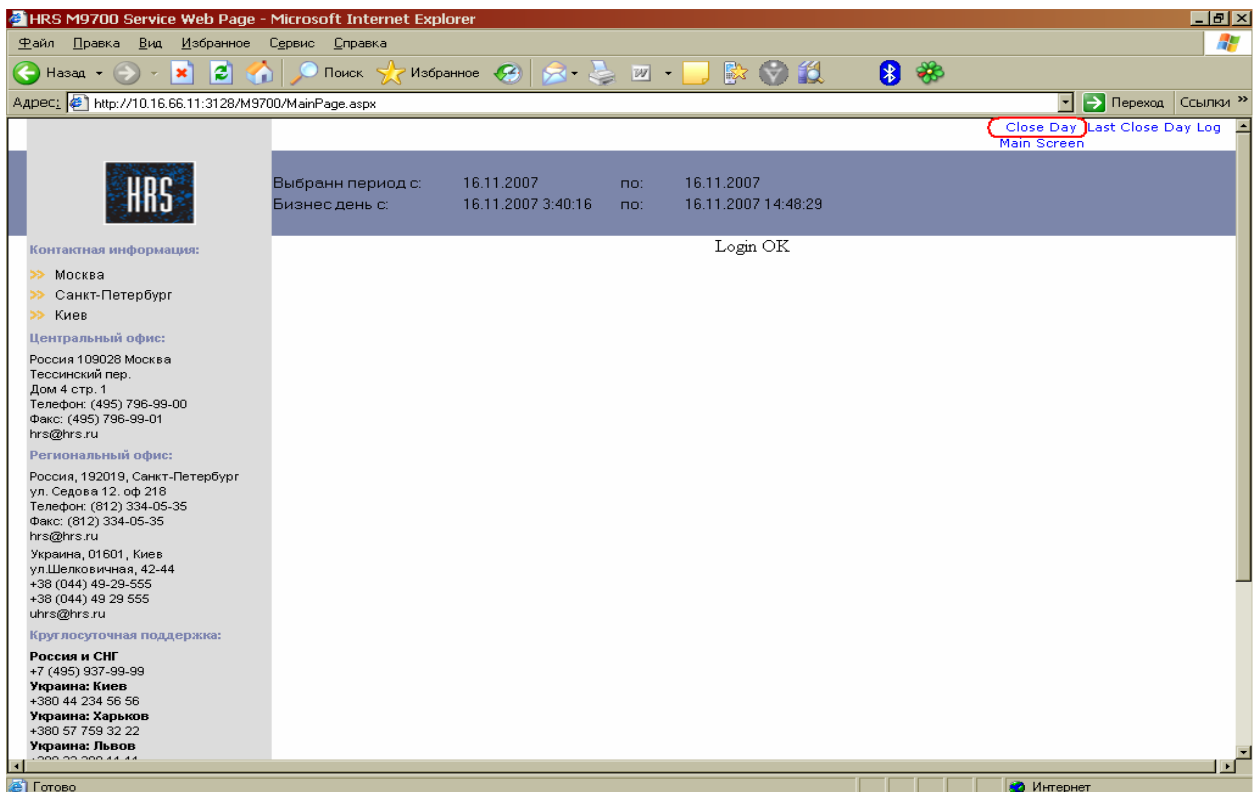 HRS M9700 Service Web Page - Microsoft Internet Explorer
Файл Правка Вид Избранное Сервис Справка
Назад Поиск Избранное
Адрес: http://10.16.66.11:3128/M9700/MainPage.aspx Переход Ссылки »
Close Day Last Close Day Log
Main Screen
HRS
Выбранн период с: 16.11.2007 по: 16.11.2007
Бизнес день с: 16.11.2007 3:40:16 по: 16.11.2007 14:48:29
Login OK
Контактная информация:
>> Москва
>> Санкт-Петербург
>> Киев
Центральный офис:
Россия 109028 Москва
Тессинский пер.
Дом 4 стр. 1
Телефон: (495) 796-99-00
Факс: (495) 796-99-01
hrs@hrs.ru
Региональный офис:
Россия, 192019, Санкт-Петербург
ул. Седова 12. оф 218
Телефон: (812) 334-05-35
Факс: (812) 334-05-35
hrs@hrs.ru
Украина, 01601, Киев
ул.Шелковичная, 42-44
+38 (044) 49-29-555
+38 (044) 49 29 555
uhrs@hrs.ru
Круглосуточная поддержка:
Россия и СНГ
+7 (495) 937-99-99
Украина: Киев
+380 44 234 56 56
Украина: Харьков
+380 57 759 32 22
Украина: Львов
Готово Интернет